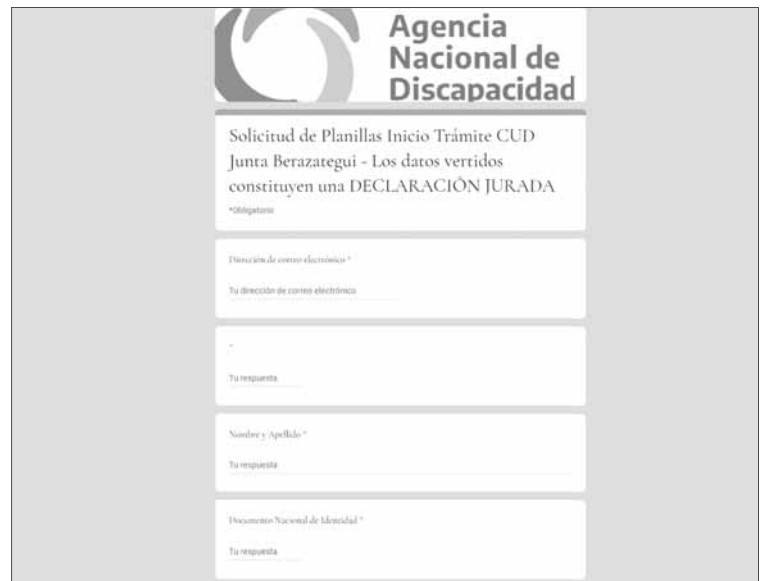 Agencia
Nacional de
Discapacidad
Solicitud de Planillas Inicio Trámite CUD
Junta Berazategui - Los datos vertidos
constituyen una DECLARACIÓN JURADA
*Obligatorio
Dirección de correo electrónico *
Tu dirección de correo electrónico
-
Tu respuesta
Nombre y Apellido *
Tu respuesta
Documento Nacional de Identidad *
Tu respuesta